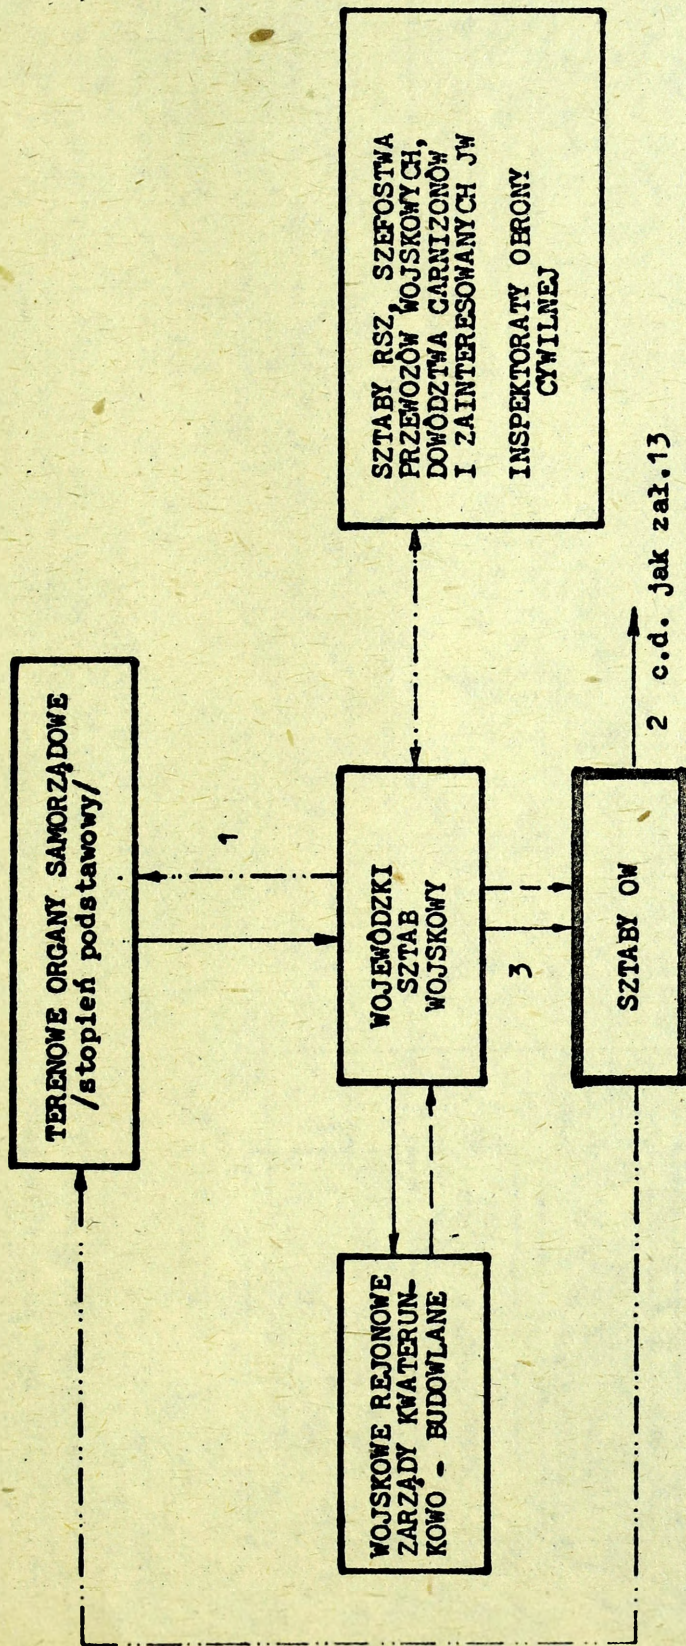 TERENOWE ORGANY SAMORZĄDOWE
/stopień podstawowy/
1
WOJSKOWE REJONOWE
ZARZĄDY KWATERUN-
KOWO - BUDOWLANE
WOJEWÓDZKI
SZTAB
WOJSKOWY
SZTABY RSZ, SZEFOSTWA
PRZEWOZÓW WOJSKOWYCH,
DOWÓDZTWA GARNIZONÓW
I ZAINTERESOWANYCH JW
INSPEKTORATY OBRONY
CYWILNEJ
3
SZTABY OW
2 c.d. jak zał.13